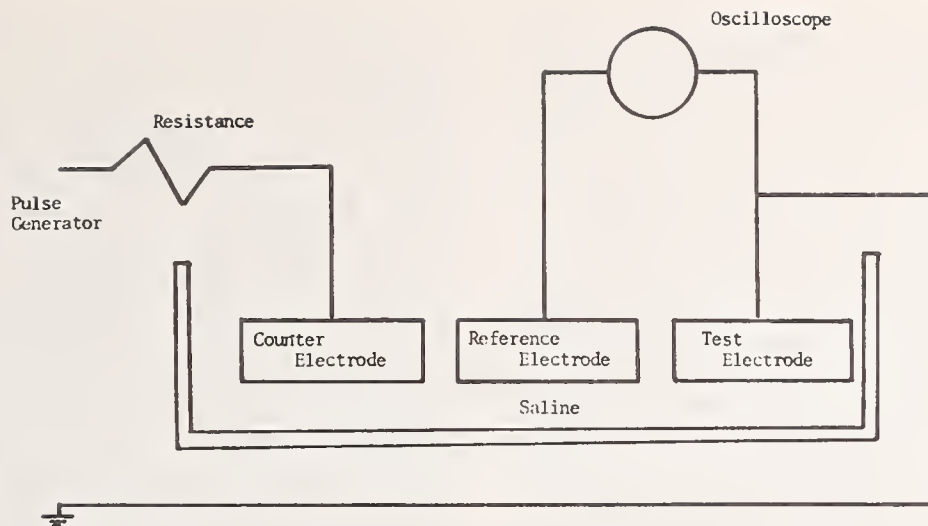 Oscilloscope
Resistance
Pulse
Generator
Counter
Electrode
Reference
Electrode
Test
Electrode
Saline